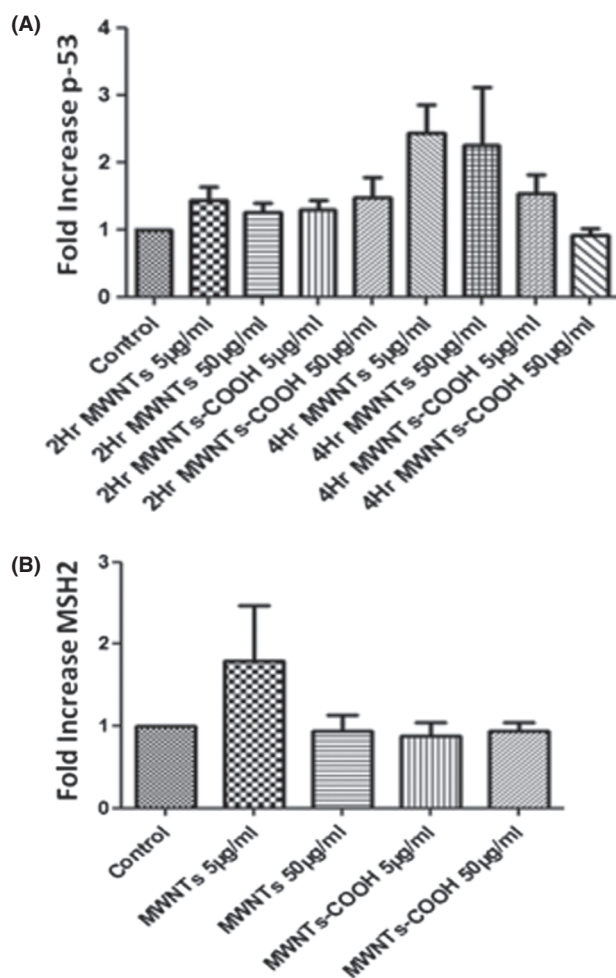 (A)
Fold Increase p-53
4
3
2
1
0
Control
2Hr MWNTs 5µg/ml
2Hr MWNTs 50µg/ml
2Hr MWNTs-COOH 5µg/ml
2Hr MWNTs-COOH 50µg/ml
4Hr MWNTs 5µg/ml
4Hr MWNTs 50µg/ml
4Hr MWNTs-COOH 5µg/ml
4Hr MWNTs-COOH 50µg/ml
(B)
Fold Increase MSH2
3
2
1
0
Control
MWNTs 5µg/ml
MWNTs 50µg/ml
MWNTs-COOH 5µg/ml
MWNTs-COOH 50µg/ml